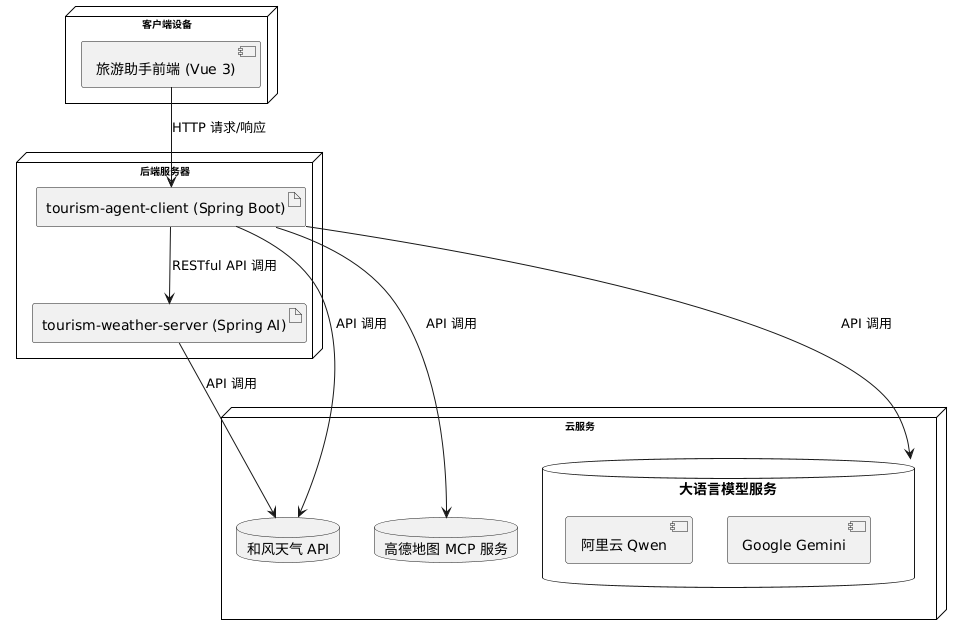 客户端设备
旅游助手前端 (Vue 3)
HTTP 请求/响应
后端服务器
tourism-agent-client (Spring Boot)
RESTful API 调用
tourism-weather-server (Spring AI)
API 调用
API 调用
API 调用
API 调用
云服务
大语言模型服务
和风天气 API
高德地图 MCP 服务
阿里云 Qwen
Google Gemini